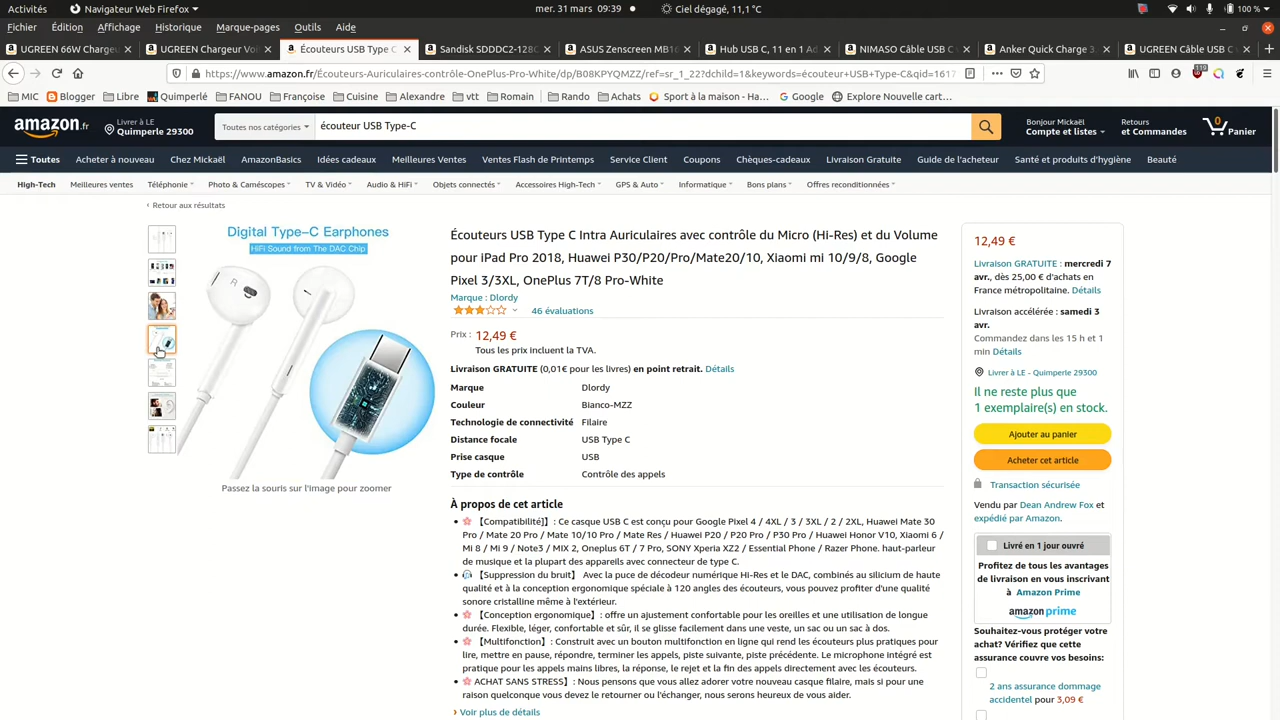 Activités
Navigateur Web Firefox
mer. 31 mars 09:39
Ciel dégagé, 11,1 °C
100 %
Fichier Édition Affichage Historique Marque-pages Outils Aide
UGREEN 66W Chargeu
UGREEN Chargeur Voi
Écouteurs USB Type C
Sandisk SDDDC2-128G
ASUS Zenscreen MB16
Hub USB C, 11 en 1 Ad
NIMASO Câble USB C
Anker Quick Charge 3.
UGREEN Câble USB C
https://www.amazon.fr/Écouteurs-Auriculaires-contrôle-OnePlus-Pro-White/dp/B08KPYQMZZ/ref=sr_1_22?dchild=1&keywords=écouteur+USB+Type-C&qid=1617
119
MIC
Blogger
Libre
Quimperlé
FANOU
Françoise
Cuisine
Alexandre
vtt
Romain
Rando
Achats
Sport à la maison - Ha...
Google
Explore Nouvelle cart...
amazon.fr
Livrer à LE
Quimperle 29300
Toutes nos catégories
écouteur USB Type-C
Bonjour Mickaël
Compte et listes
Retours
et Commandes
0
Panier
Toutes
Acheter à nouveau
Chez Mickaël
AmazonBasics
Idées cadeaux
Meilleures Ventes
Ventes Flash de Printemps
Service Client
Coupons
Chèques-cadeaux
Livraison Gratuite
Guide de l'acheteur
Santé et produits d'hygiène
Beauté
High-Tech
Meilleures ventes
Téléphonie
Photo & Caméscopes
TV & Vidéo
Audio & HiFi
Objets connectés
Accessoires High-Tech
GPS & Auto
Informatique
Bons plans
Offres reconditionnées
‹ Retour aux résultats
Digital Type-C Earphones
HIFI Sound from The DAC Chip
R
Passez la souris sur l'image pour zoomer
Écouteurs USB Type C Intra Auriculaires avec contrôle du Micro (Hi-Res) et du Volume
pour iPad Pro 2018, Huawei P30/P20/Pro/Mate20/10, Xiaomi mi 10/9/8, Google
Pixel 3/3XL, OnePlus 7T/8 Pro-White
Marque : Dlordy
46 évaluations
Prix : 12,49 €
Tous les prix incluent la TVA.
Livraison GRATUITE (0,01€ pour les livres) en point retrait. Détails
Marque Dlordy
Couleur Bianco-MZZ
Technologie de connectivité Filaire
Distance focale USB Type C
Prise casque USB
Type de contrôle Contrôle des appels
À propos de cet article
【Compatibilité]】: Ce casque USB C est conçu pour Google Pixel 4 / 4XL / 3 / 3XL / 2 / 2XL, Huawei Mate 30
Pro / Mate 20 Pro / Mate 10/10 Pro / Mate Res / Huawei P20 / P20 Pro / P30 Pro / Huawei Honor V10, Xiaomi 6 /
Mi 8 / Mi 9 / Note3 / MIX 2, Oneplus 6T / 7 Pro, SONY Xperia XZ2 / Essential Phone / Razer Phone. haut-parleur
de musique et la plupart des appareils avec connecteur de type C.
【Suppression du bruit】 Avec la puce de décodeur numérique Hi-Res et le DAC, combinés au silicium de haute
qualité et à la conception ergonomique spéciale à 120 angles des écouteurs, vous pouvez profiter d'une qualité
sonore cristalline même à l'extérieur.
【Conception ergonomique】: offre un ajustement confortable pour les oreilles et une utilisation de longue
durée. Flexible, léger, confortable et sûr, il se glisse facilement dans une veste, un sac ou un sac à dos.
【Multifonction】: Construit avec un bouton multifonction en ligne qui rend les écouteurs plus pratiques pour
lire, mettre en pause, répondre, terminer les appels, piste suivante, piste précédente. Le microphone intégré est
pratique pour les appels mains libres, la réponse, le rejet et la fin des appels directement avec les écouteurs.
ACHAT SANS STRESS】: Nous pensons que vous allez adorer votre nouveau casque filaire, mais si pour une
raison quelconque vous devez le retourner ou l'échanger, nous serons heureux de vous aider.
› Voir plus de détails
12,49 €
Livraison GRATUITE : mercredi 7
avr., dès 25,00 € d'achats en
France métropolitaine. Détails
Livraison accélérée : samedi 3
avr.
Commandez dans les 15 h et 1
min Détails
Livrer à LE - Quimperle 29300
Il ne reste plus que
1 exemplaire(s) en stock.
Ajouter au panier
Acheter cet article
Transaction sécurisée
Vendu par Dean Andrew Fox et
expédié par Amazon.
Livré en 1 jour ouvré
Profitez de tous les avantages
de livraison en vous inscrivant
à Amazon Prime
amazon prime
Souhaitez-vous protéger votre
achat? Vérifiez que cette
assurance couvre vos besoins:
2 ans assurance dommage
accidentel pour 3,09 €